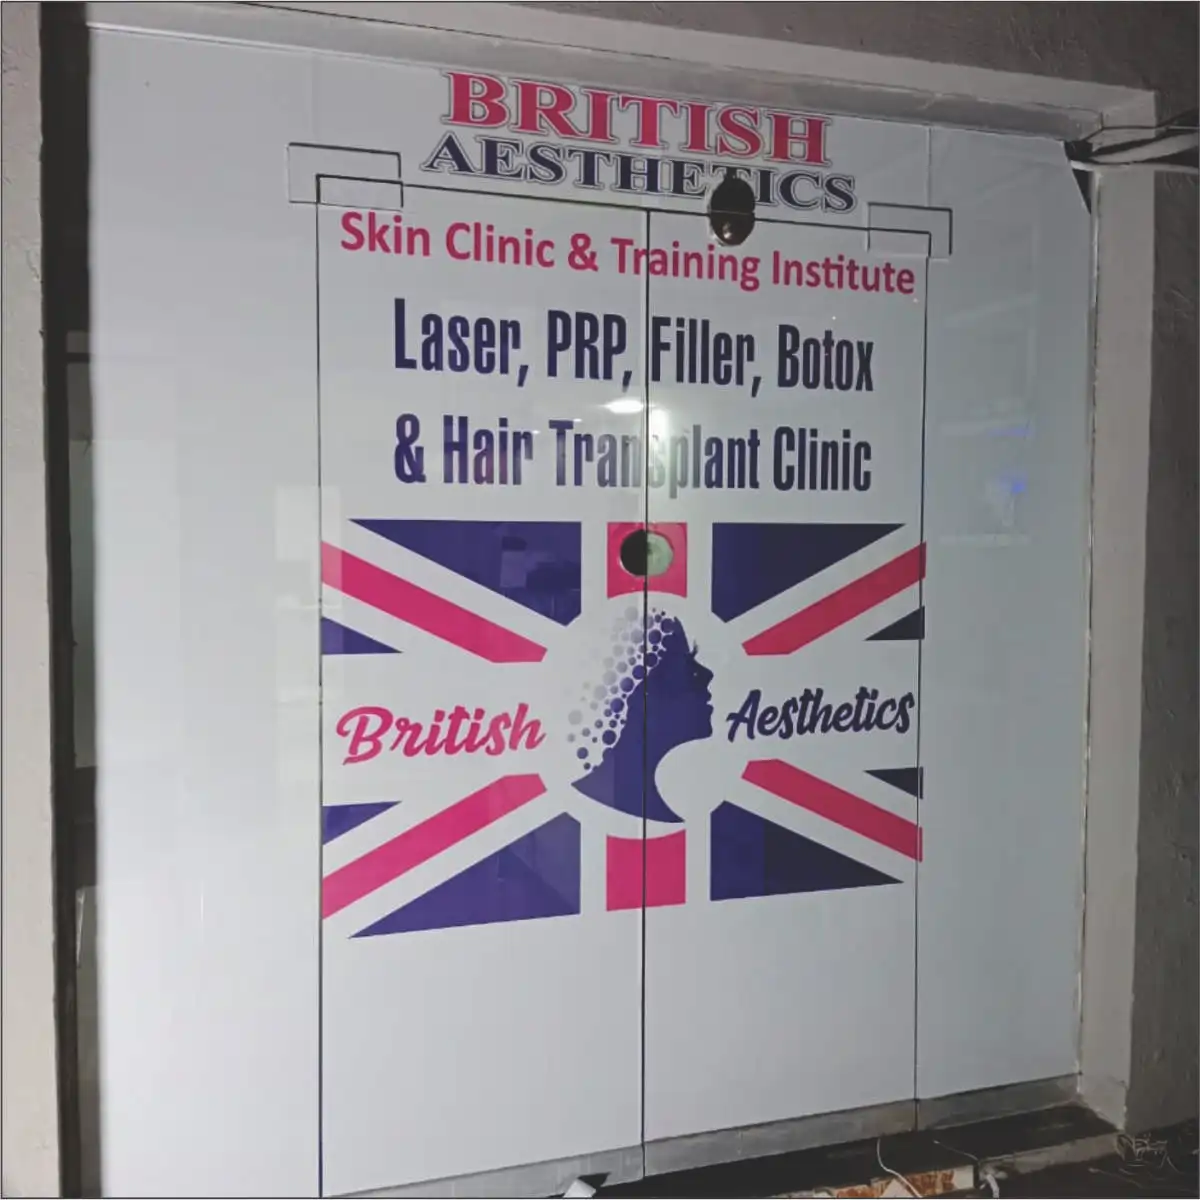 BRITISH
AESTHETICS
Skin Clinic & Training Institute
Laser, PRP, Filler, Botox
& Hair Transplant Clinic
British Aesthetics